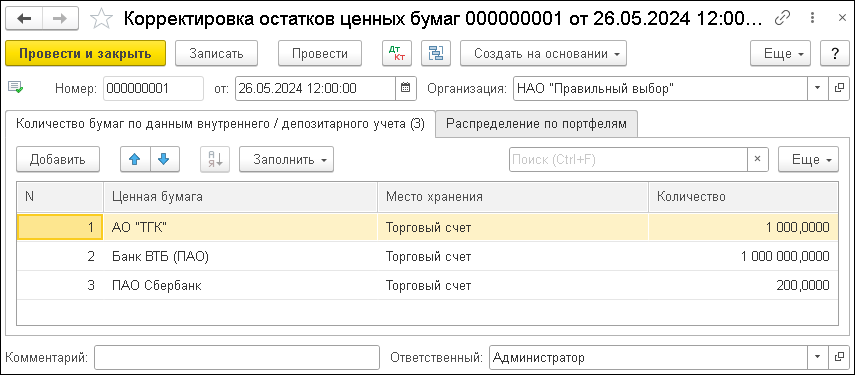 Корректировка остатков ценных бумаг 000000001 от 26.05.2024 12:00...
Провести и закрыть Записать Провести Дт Кт Создать на основании Еще ?
Номер: 000000001 от: 26.05.2024 12:00:00 Организация: НАО "Правильный выбор"
Количество бумаг по данным внутреннего / депозитарного учета (3) Распределение по портфелям
Добавить А Я Заполнить Поиск (Ctrl+F) × Еще
N Ценная бумага Место хранения Количество
1 АО "ТГК" Торговый счет 1 000,0000
2 Банк ВТБ (ПАО) Торговый счет 1 000 000,0000
3 ПАО Сбербанк Торговый счет 200,0000
Комментарий: Ответственный: Администратор